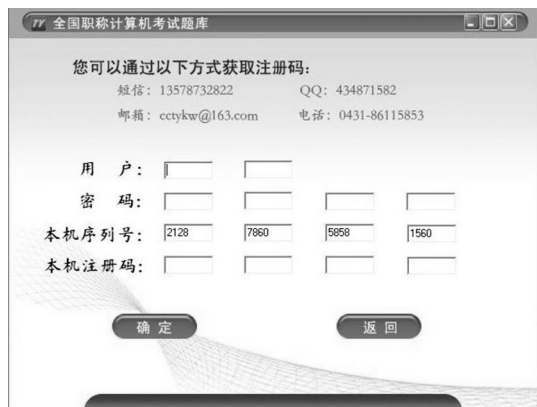 TY 全国职称计算机考试题库
您可以通过以下方式获取注册码:
短信: 13578732822 QQ: 434871582
邮箱: cctykw@163.com 电话: 0431-86115853
用 户:
密 码:
本机序列号: 2128 7860 5858 1560
本机注册码:
确 定 返 回